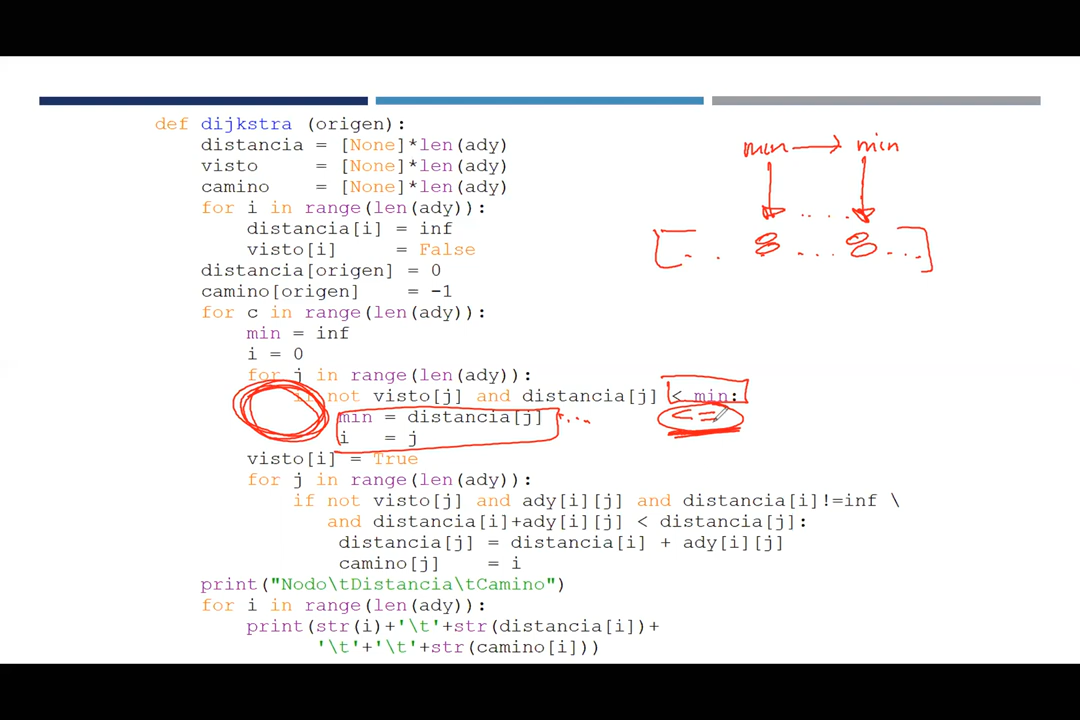 def dijkstra (origen):
    distancia = [None]*len(ady)
    visto     = [None]*len(ady)
    camino    = [None]*len(ady)
    for i in range(len(ady)):
        distancia[i] = inf
        visto[i]     = False
    distancia[origen] = 0
    camino[origen]    = -1
    for c in range(len(ady)):
        min = inf
        i = 0
        for j in range(len(ady)):
            if not visto[j] and distancia[j] < min:
                min = distancia[j]
                i   = j
        visto[i] = True
        for j in range(len(ady)):
            if not visto[j] and ady[i][j] and distancia[i]!=inf \
               and distancia[i]+ady[i][j] < distancia[j]:
                distancia[j] = distancia[i] + ady[i][j]
                camino[j]    = i
    print("Nodo\tDistancia\tCamino")
    for i in range(len(ady)):
        print(str(i)+'\t'+str(distancia[i])+
              '\t'+'\t'+str(camino[i]))
min → min
[.. 8 ... 8 ...]
<=